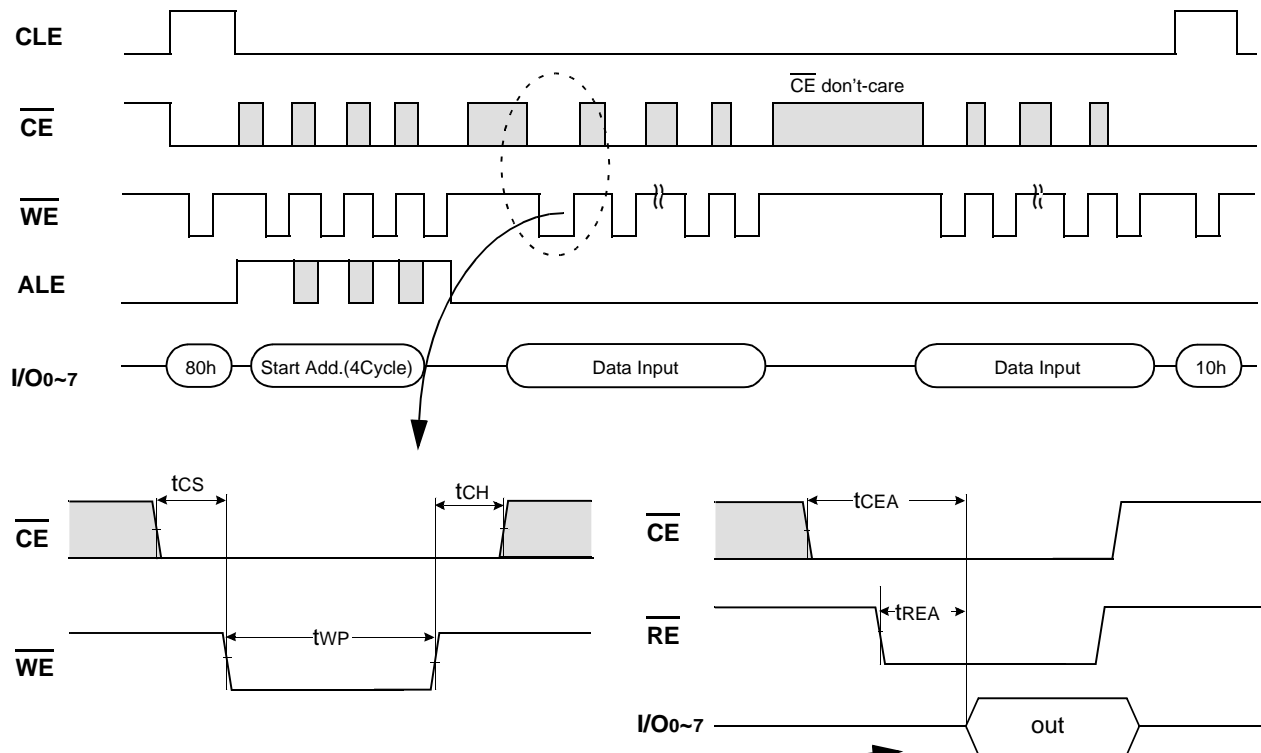 CLE
CE don't-care
CE
WE
ALE
I/O0~7
80h
Start Add.(4Cycle)
Data Input
Data Input
10h
tCS
tCH
CE
tWP
WE
tCEA
CE
tREA
RE
I/O0~7
out